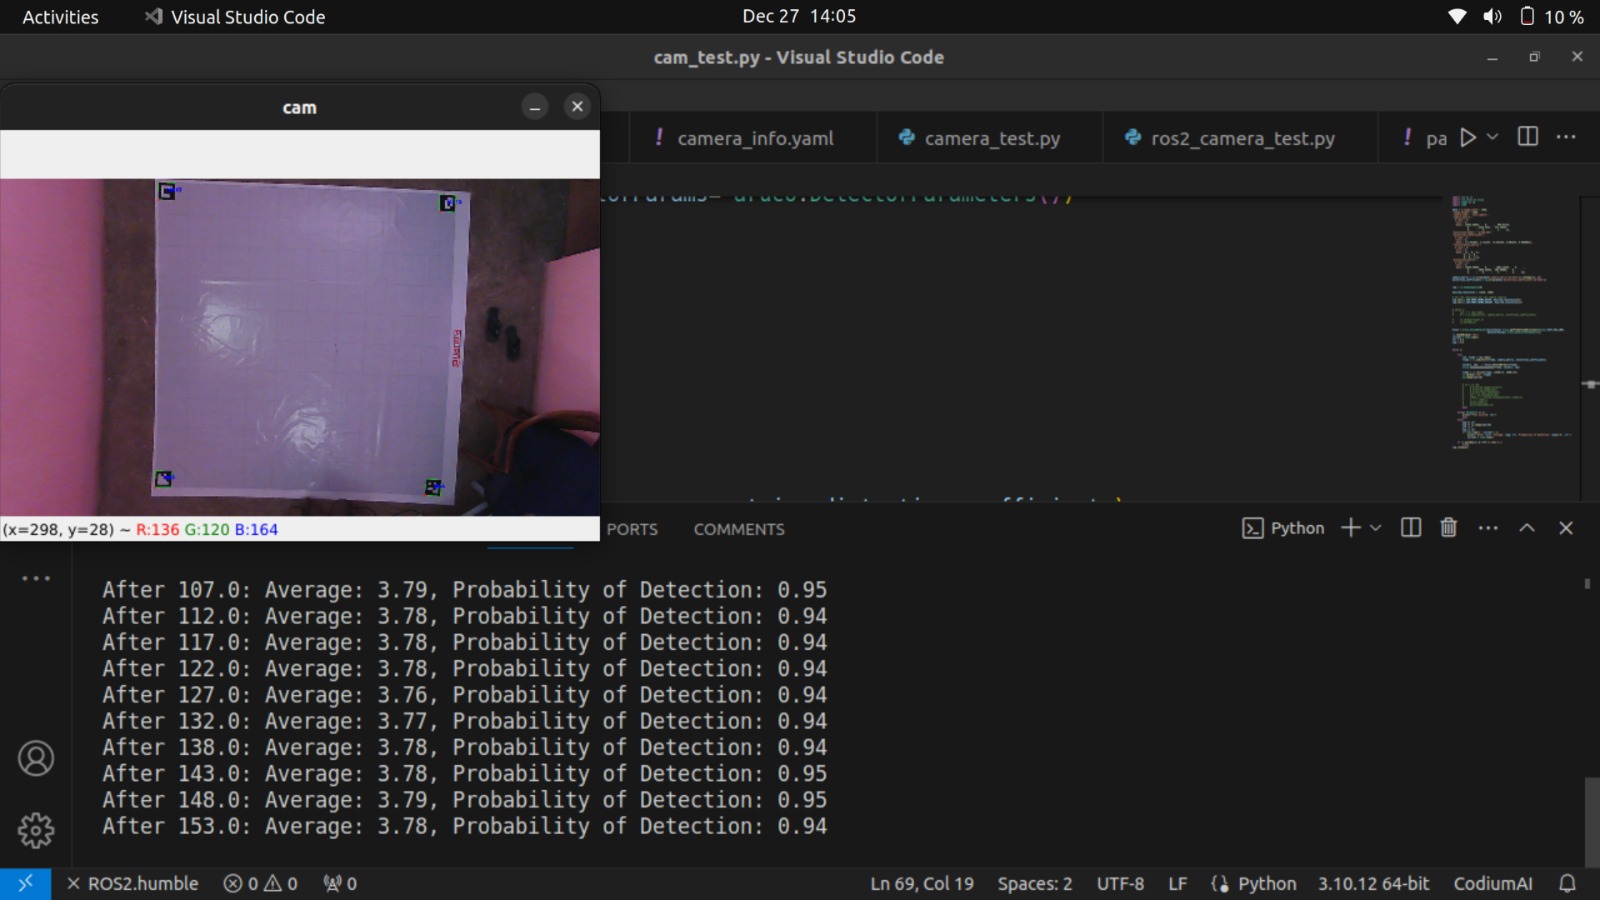 Activities
Visual Studio Code
Dec 27 14:05
10 %
cam_test.py - Visual Studio Code
cam
camera_info.yaml
camera_test.py
ros2_camera_test.py
pa
(x=298, y=28) ~ R:136 G:120 B:164
PORTS
COMMENTS
Python
After 107.0: Average: 3.79, Probability of Detection: 0.95
After 112.0: Average: 3.78, Probability of Detection: 0.94
After 117.0: Average: 3.78, Probability of Detection: 0.94
After 122.0: Average: 3.78, Probability of Detection: 0.94
After 127.0: Average: 3.76, Probability of Detection: 0.94
After 132.0: Average: 3.77, Probability of Detection: 0.94
After 138.0: Average: 3.78, Probability of Detection: 0.94
After 143.0: Average: 3.78, Probability of Detection: 0.95
After 148.0: Average: 3.79, Probability of Detection: 0.95
After 153.0: Average: 3.78, Probability of Detection: 0.94
ROS2.humble
0
0
0
Ln 69, Col 19
Spaces: 2
UTF-8
LF
Python
3.10.12 64-bit
CodiumAI